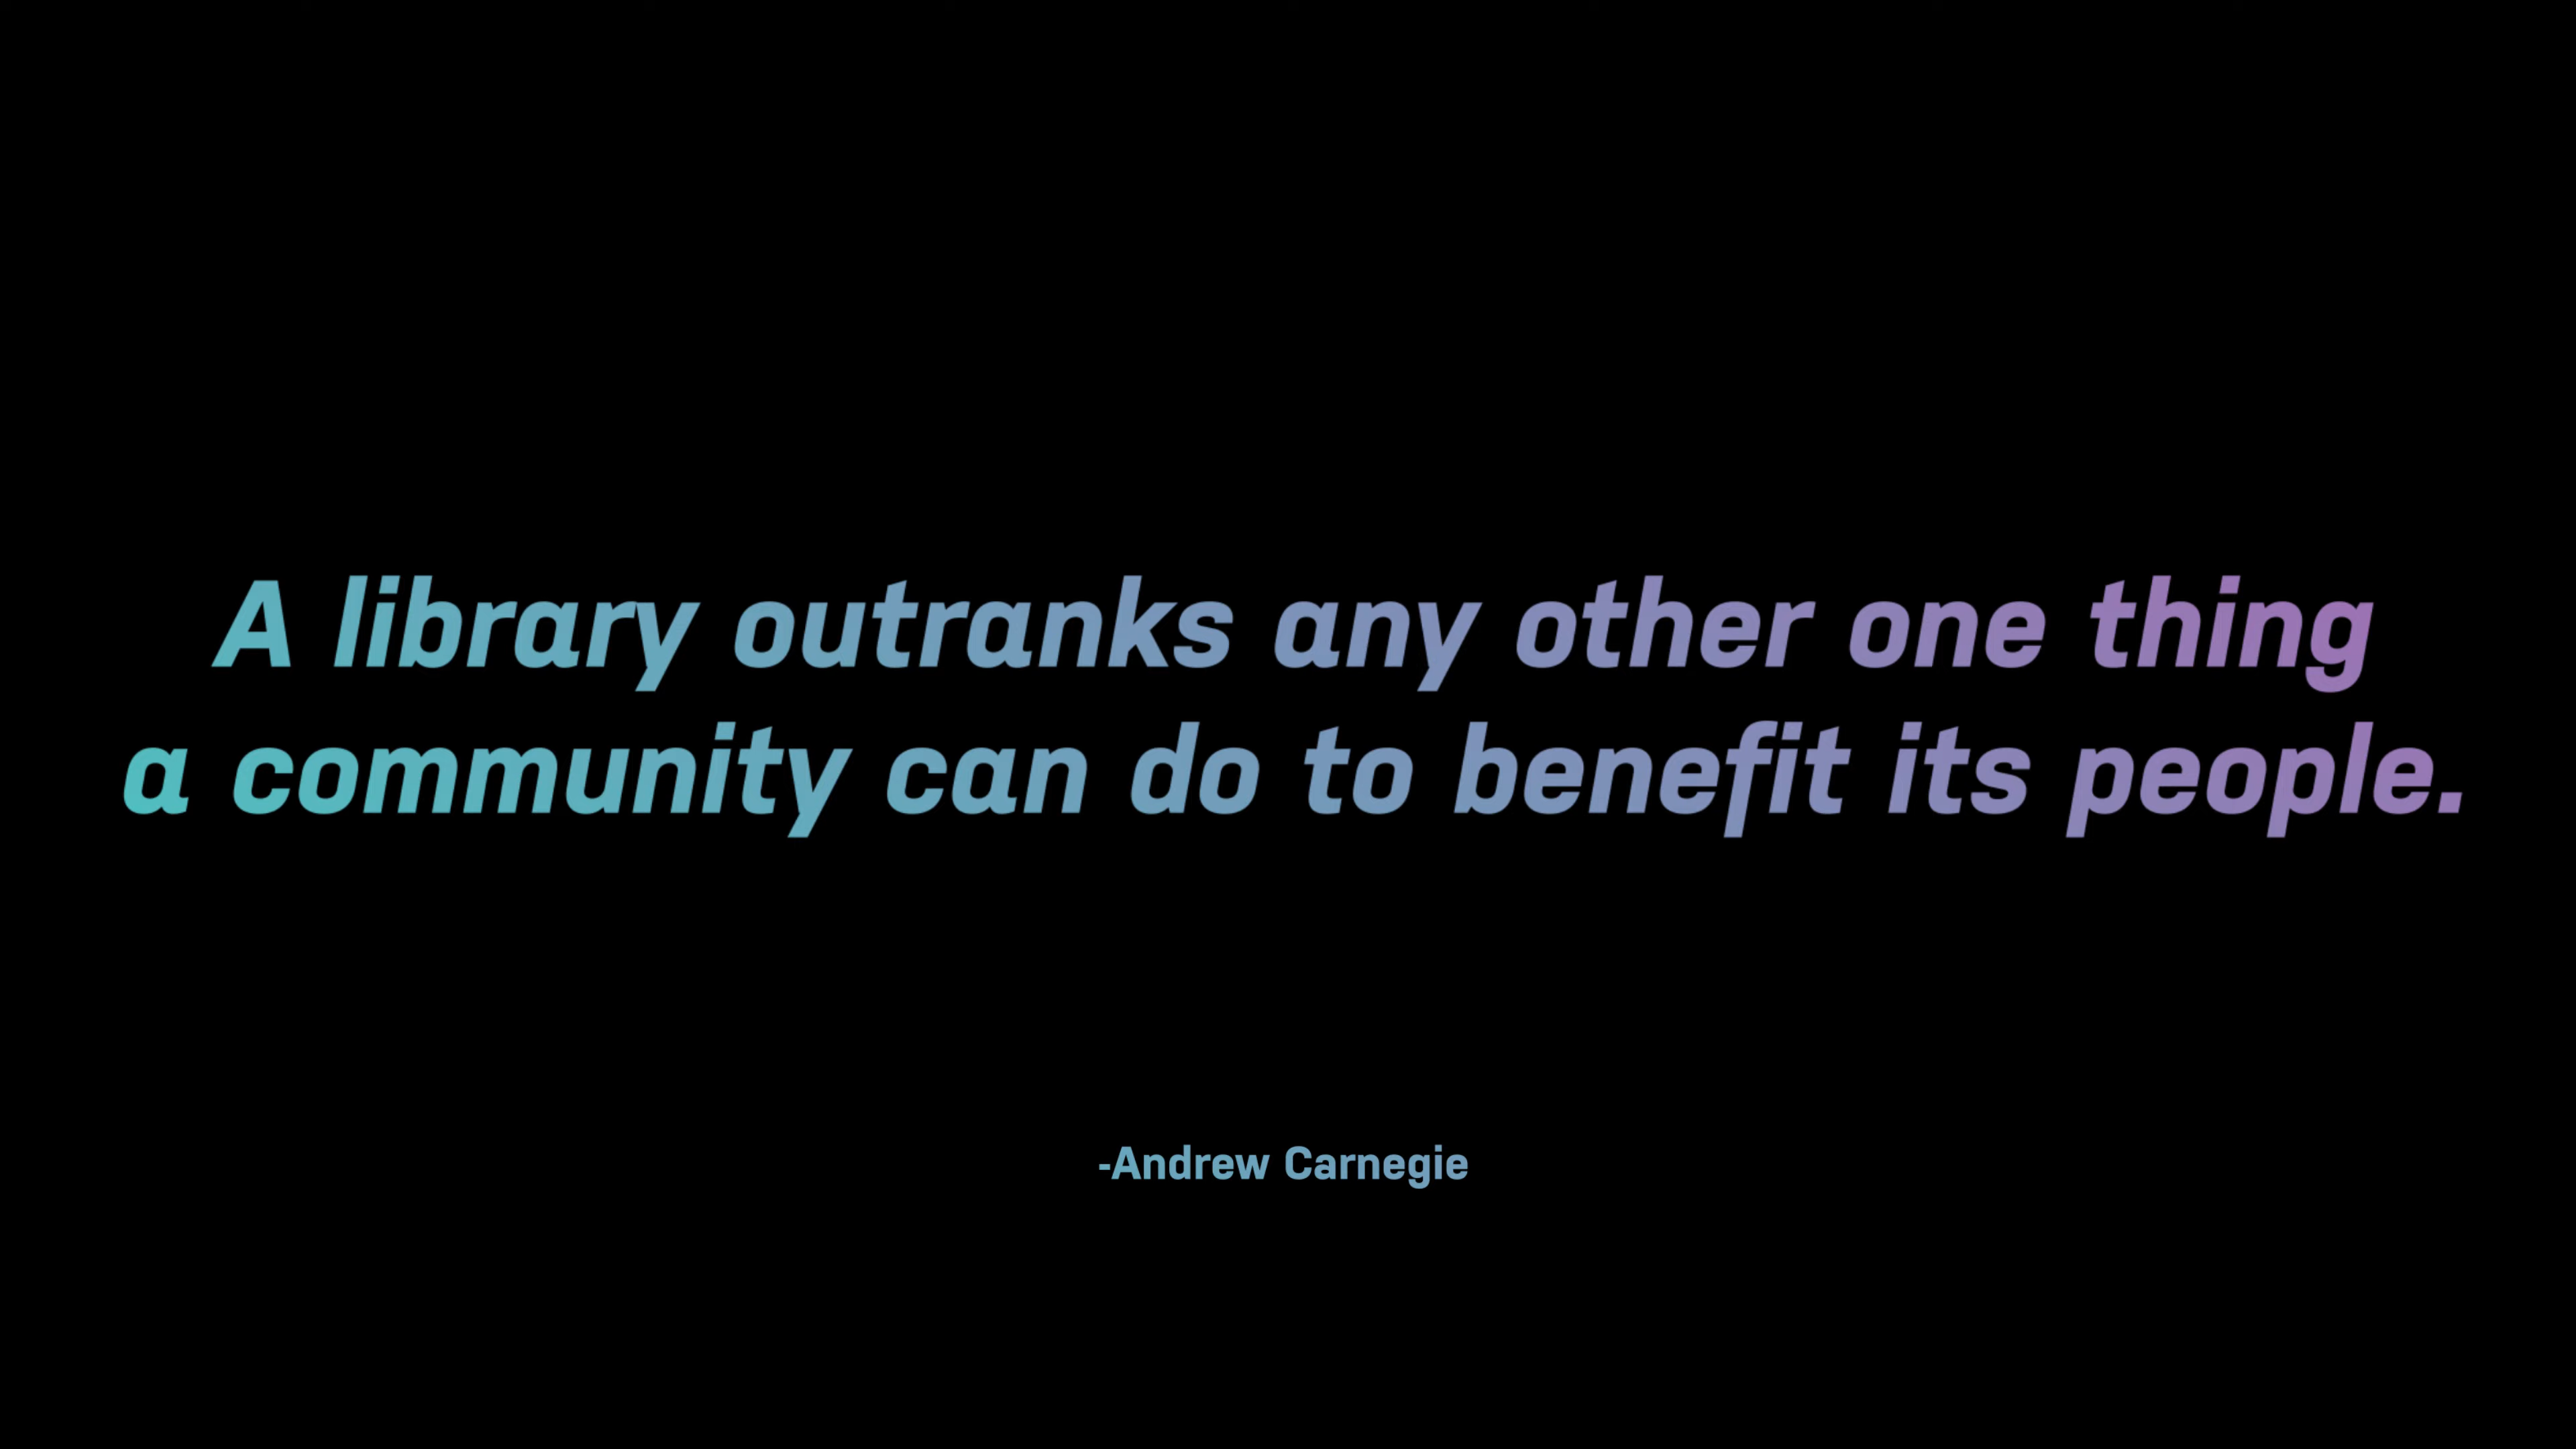 A library outranks any other one thing
a community can do to benefit its people.
-Andrew Carnegie